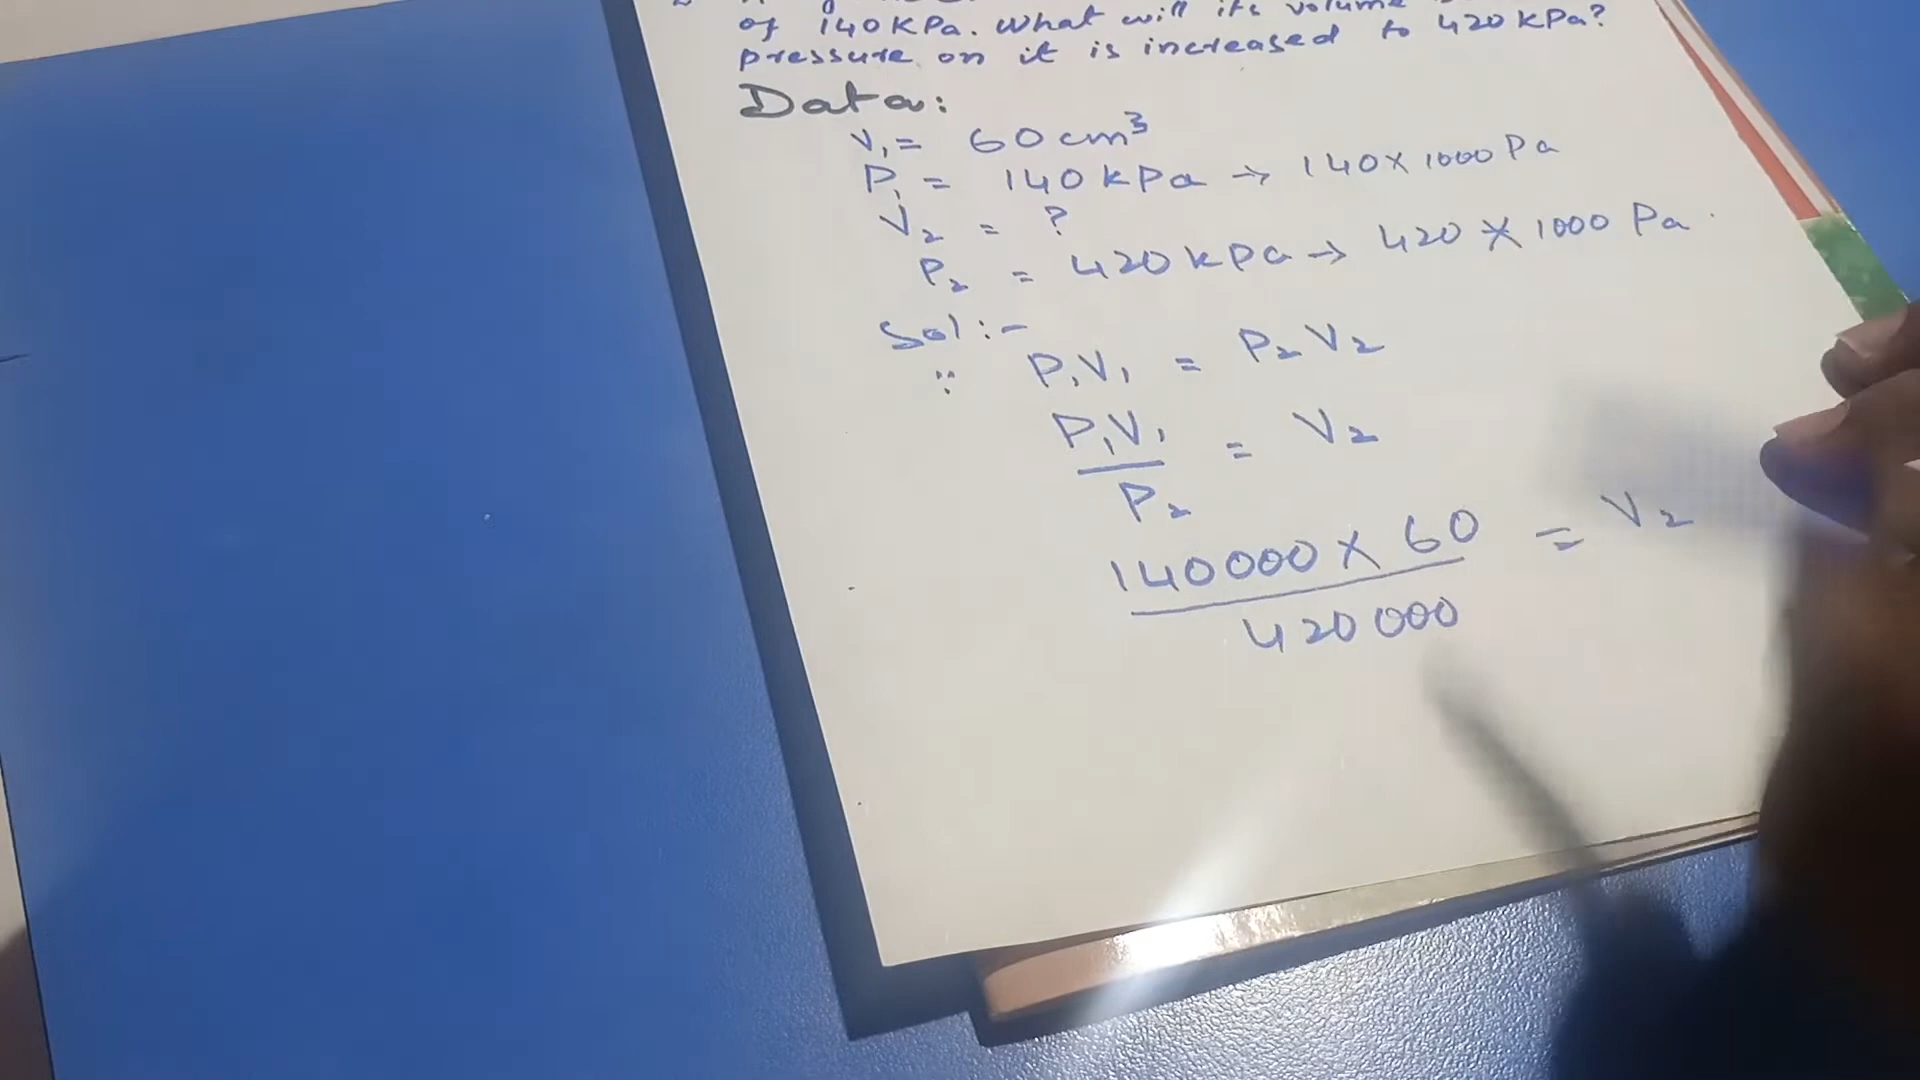 of 140 KPa. What will its volume
pressure on it is increased to 420 KPa?
Data:
V₁ = 60 cm³
P₁ = 140 kPa → 140 × 1000 Pa
V₂ = ?
P₂ = 420 kPa → 420 × 1000 Pa.
Sol :-
∵ P₁V₁ = P₂V₂
P₁V₁ = V₂
P₂
140000 × 60 = V₂
420000